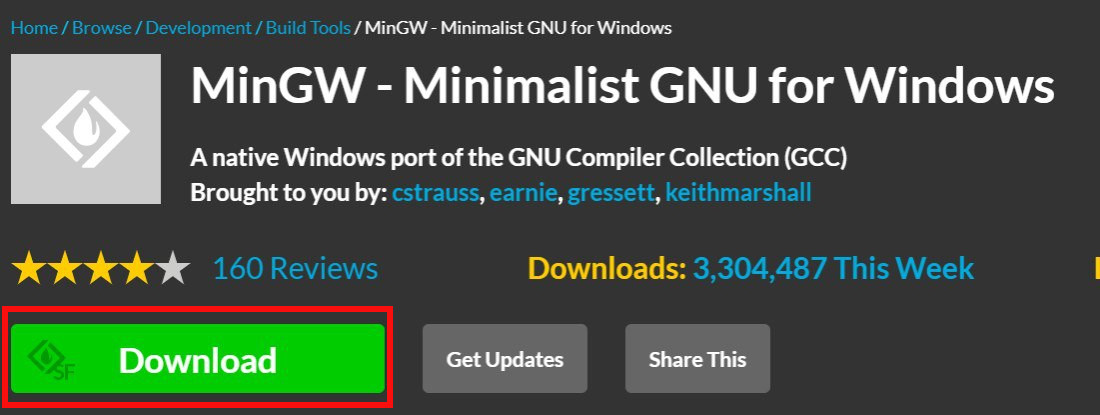 Home / Browse / Development / Build Tools / MinGW - Minimalist GNU for Windows
MinGW - Minimalist GNU for Windows
A native Windows port of the GNU Compiler Collection (GCC)
Brought to you by: cstrauss, earnie, gressett, keithmarshall
160 Reviews Downloads: 3,304,487 This Week
SF Download Get Updates Share This